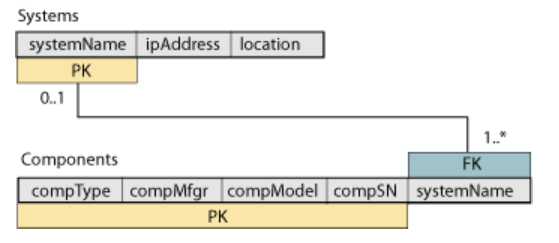 Systems
systemName ipAddress location
PK
0..1
1..*
Components
FK
compType compMfgr compModel compSN systemName
PK